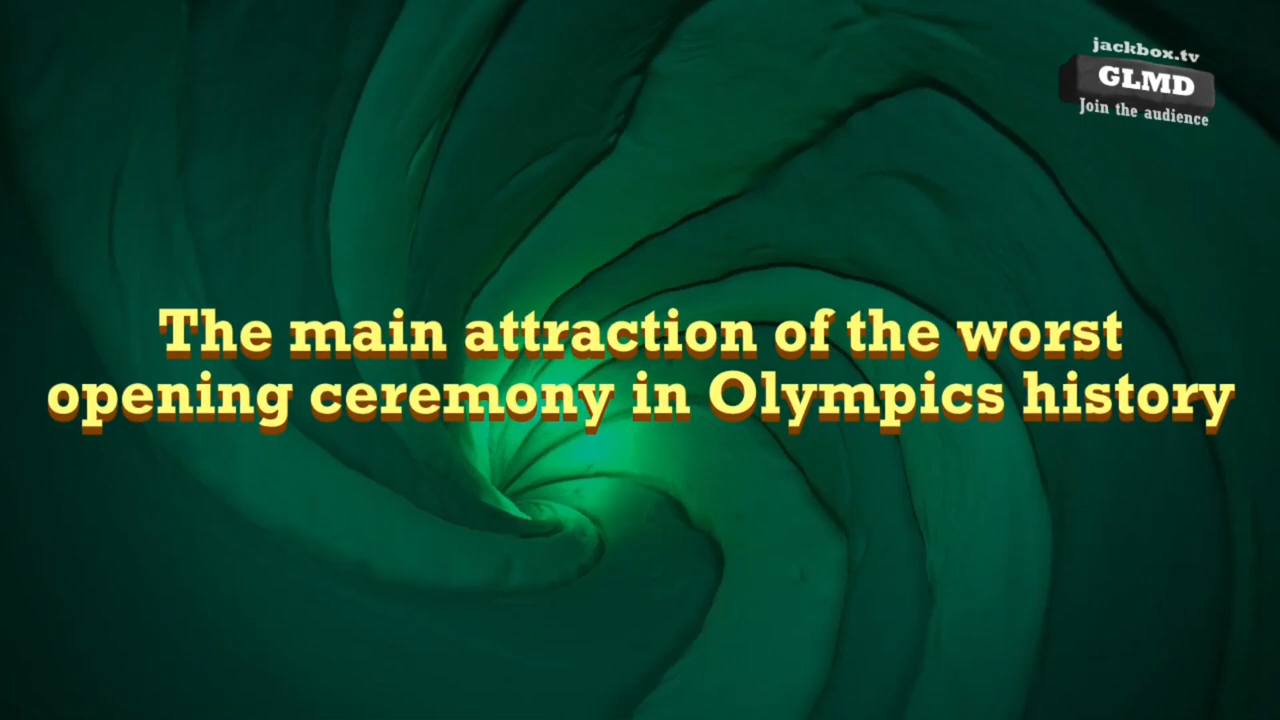 jackbox.tv
GLMD
Join the audience
The main attraction of the worst
opening ceremony in Olympics history